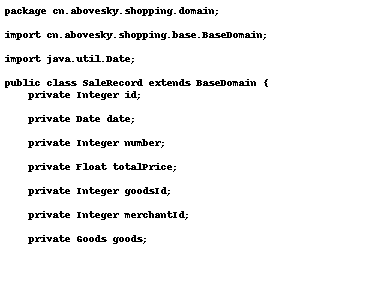 package cn.abovesky.shopping.domain;
import cn.abovesky.shopping.base.BaseDomain;
import java.util.Date;
public class SaleRecord extends BaseDomain {
private Integer id;
private Date date;
private Integer number;
private Float totalPrice;
private Integer goodsId;
private Integer merchantId;
private Goods goods;